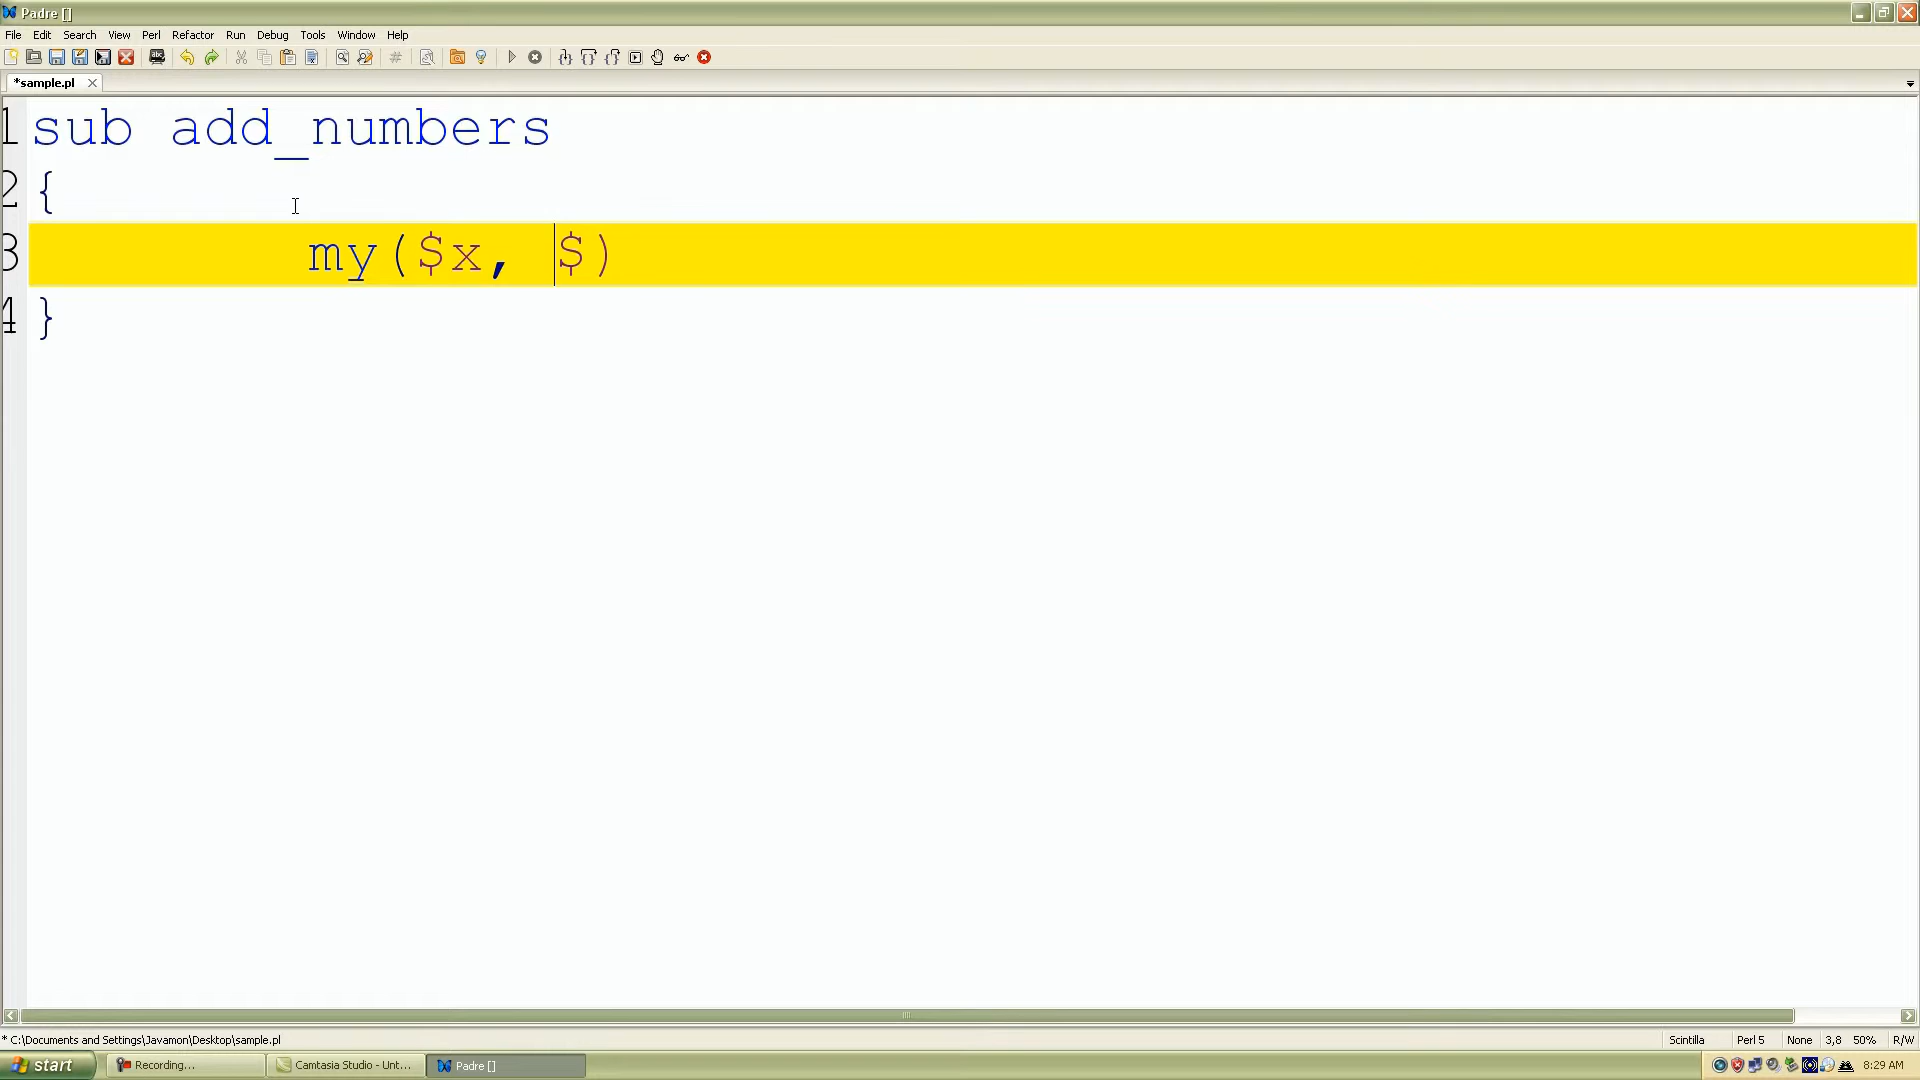 Padre []
File Edit Search View Perl Refactor Run Debug Tools Window Help
*sample.pl
1 sub add_numbers
2 {
3 my($x, $)
4 }
* C:\Documents and Settings\Javamon\Desktop\sample.pl Scintilla Perl 5 None 3,8 50% R/W
start Recording... Camtasia Studio - Unt... Padre [] 8:29 AM